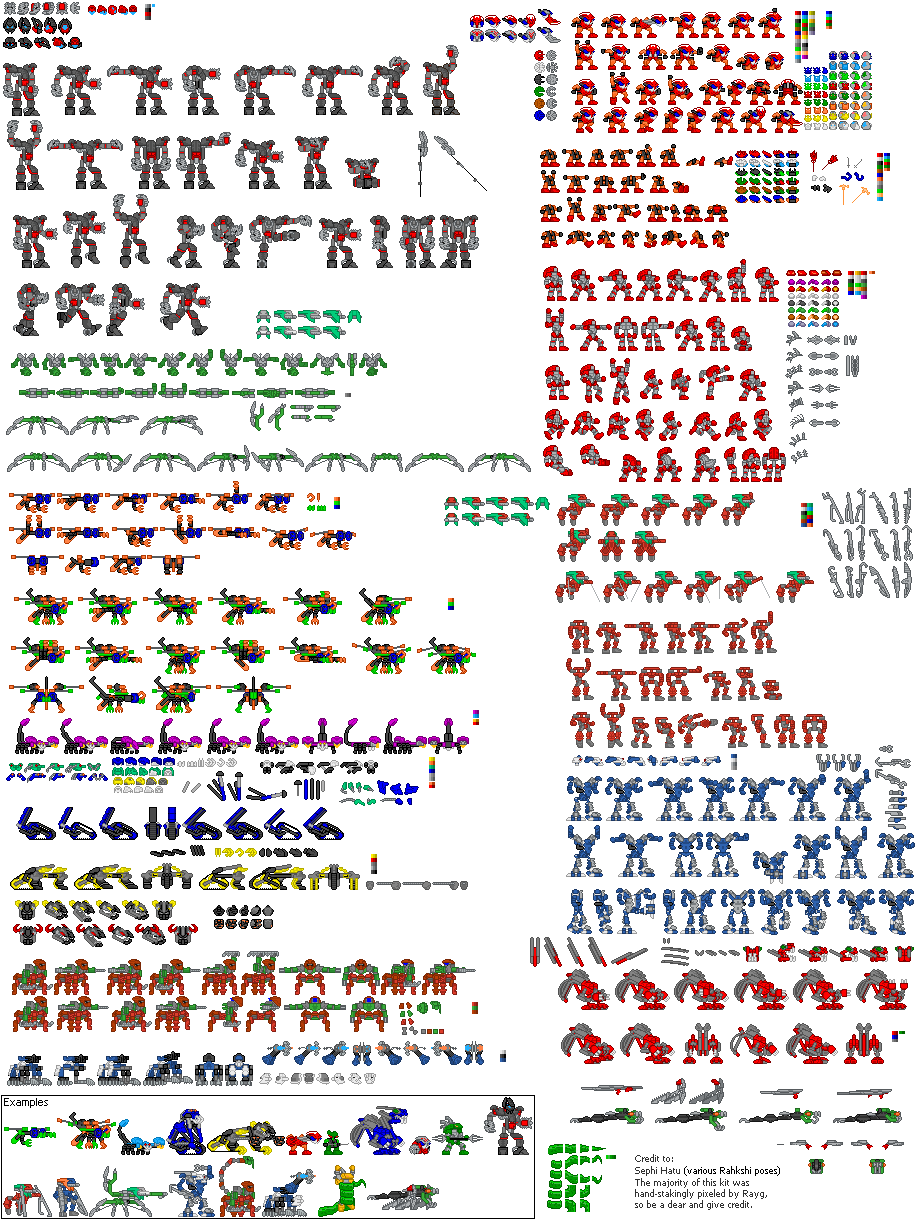 Examples
Credit to:
Sephi Hatu (various Rahkshi poses)
The majority of this kit was
hand-stakingly pixeled by Rayg,
so be a dear and give credit.